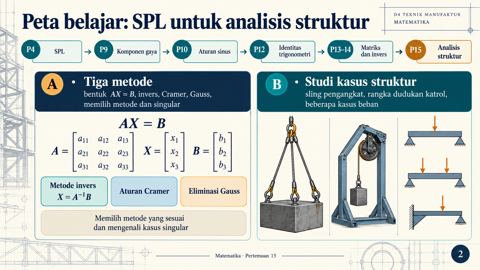 Peta belajar: SPL untuk analisis struktur
D4 TEKNIK MANUFAKTUR
MATEMATIKA
P4
SPL
P9
Komponen gaya
P10
Aturan sinus
P12
Identitas
trigonometri
P13–14
Matriks
dan invers
P15
Analisis
struktur
A
• Tiga metode
bentuk AX = B, invers, Cramer, Gauss,
memilih metode dan singular
AX = B
A = [a11 a12 a13
a21 a22 a23
a31 a32 a33]
X = [x1
x2
x3]
B = [b1
b2
b3]
Metode invers
X = A⁻¹B
Aturan Cramer
Eliminasi Gauss
Memilih metode yang sesuai
dan mengenali kasus singular
B
• Studi kasus struktur
sling pengangkat, rangka dudukan katrol,
beberapa kasus beban
Matematika · Pertemuan 15
2